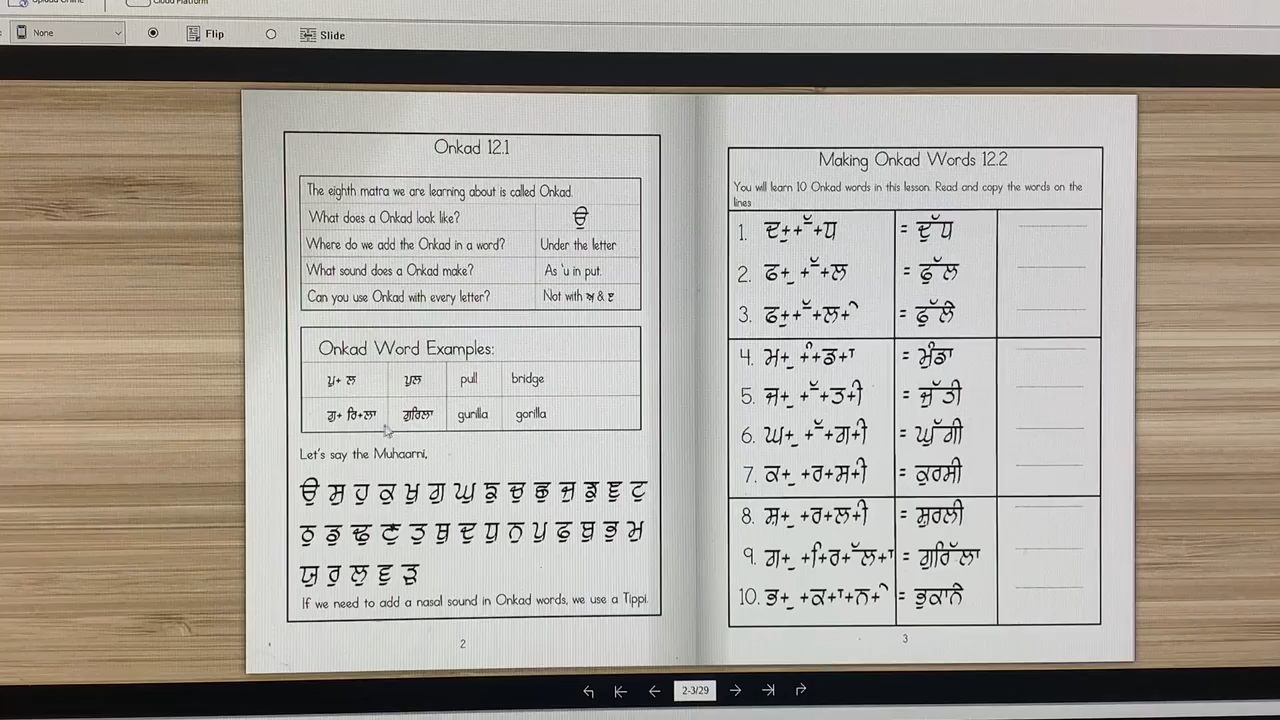 Cloud Platform
None
Flip
Slide
Onkad 12.1
The eighth matra we are learning about is called Onkad.
What does a Onkad look like? ੳੁ
Where do we add the Onkad in a word? Under the letter
What sound does a Onkad make? As 'u in put.
Can you use Onkad with every letter? Not with ਅ & ੲ
Onkad Word Examples:
ਪੁ+ ਲ ਪੁਲ pull bridge
ਗੁ+ ਰਿ+ਲਾ ਗੁਰਿਲਾ gurilla gorilla
Let's say the Muhaarni,
ੳੁ ਸੁ ਹੁ ਕੁ ਖੁ ਗੁ ਘੁ ਙੁ ਚੁ ਛੁ ਜੁ ਝੁ ਞੁ ਟੁ
ਠੁ ਡੁ ਢੁ ਣੁ ਤੁ ਥੁ ਦੁ ਧੁ ਨੁ ਪੁ ਫੁ ਬੁ ਭੁ ਮੁ
ਯੁ ਰੁ ਲੁ ਵੁ ੜੁ
If we need to add a nasal sound in Onkad words, we use a Tippi.
2
Making Onkad Words 12.2
You will learn 10 Onkad words in this lesson. Read and copy the words on the
lines
1. ਦ+ੁ+ੱ+ਧ = ਦੁੱਧ
2. ਫ+ੁ +ੱ+ਲ = ਫੁੱਲ
3. ਫ+ੁ+ੱ+ਲ+ੇ = ਫੁੱਲੇ
4. ਮ+ੁ +ੰ+ਡ+ਾ = ਮੁੰਡਾ
5. ਜ+ੁ +ੱ+ਤ+ੀ = ਜੁੱਤੀ
6. ਘ+ੁ +ੱ+ਗ+ੀ = ਘੁੱਗੀ
7. ਕ+ੁ +ਰ+ਸ+ੀ = ਕੁਰਸੀ
8. ਸ਼+ੁ +ਰ+ਲ+ੀ = ਸ਼ੁਰਲੀ
9. ਗ+ੁ +ਿ+ਰ+ੱਲ+ਾ = ਗੁਰਿੱਲਾ
10. ਭ+ੁ +ਕ+ਾ+ਨ+ੇ = ਭੁਕਾਨੇ
3
2-3/29